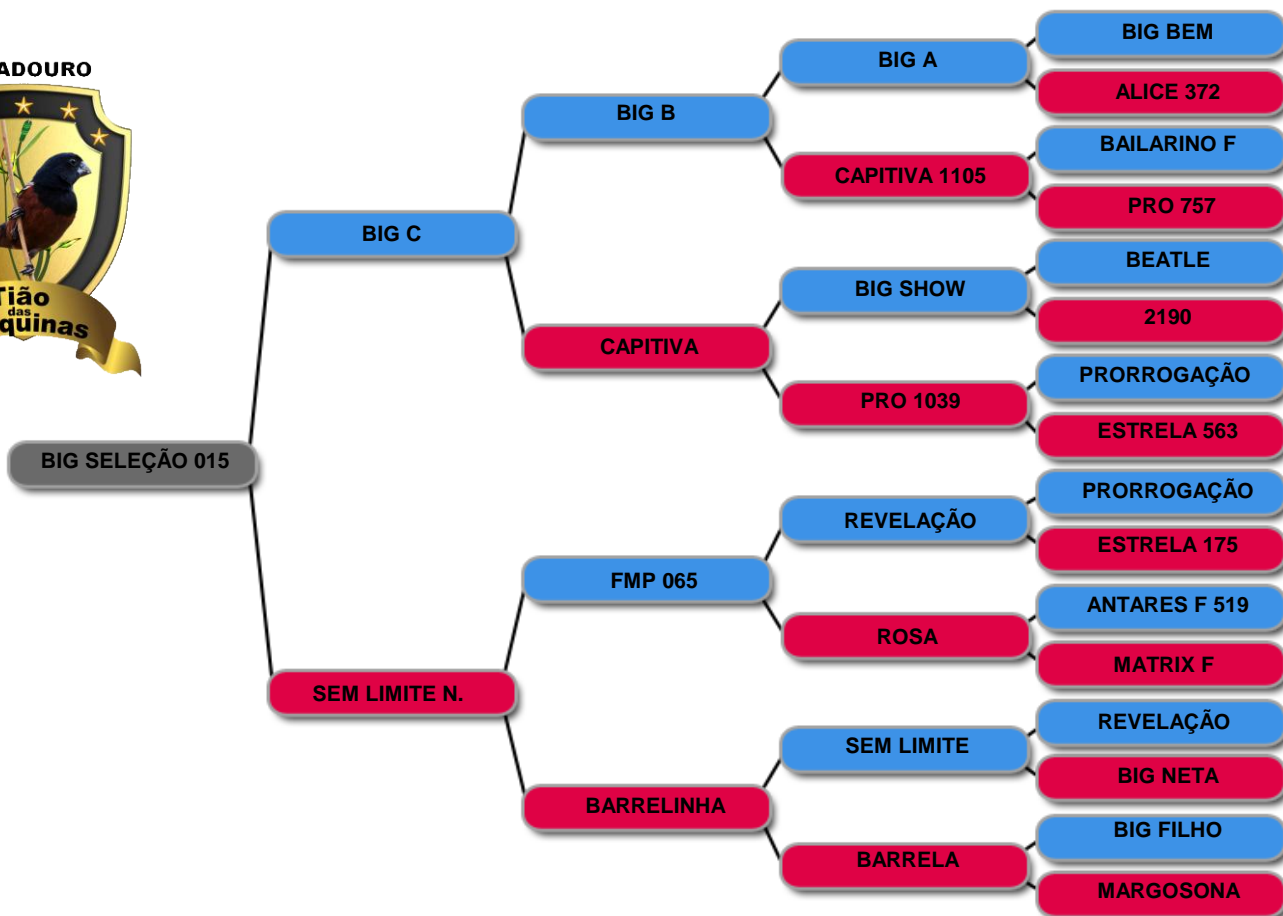 BIG BEM
BIG A
ALICE 372
BIG B
BAILARINO F
CAPITIVA 1105
PRO 757
BIG C
BEATLE
BIG SHOW
2190
CAPITIVA
PRORROGAÇÃO
PRO 1039
ESTRELA 563
BIG SELEÇÃO 015
PRORROGAÇÃO
REVELAÇÃO
ESTRELA 175
FMP 065
ANTARES F 519
ROSA
MATRIX F
SEM LIMITE N.
REVELAÇÃO
SEM LIMITE
BIG NETA
BARRELINHA
BIG FILHO
BARRELA
MARGOSONA
ADOURO
Tião
das
quinas